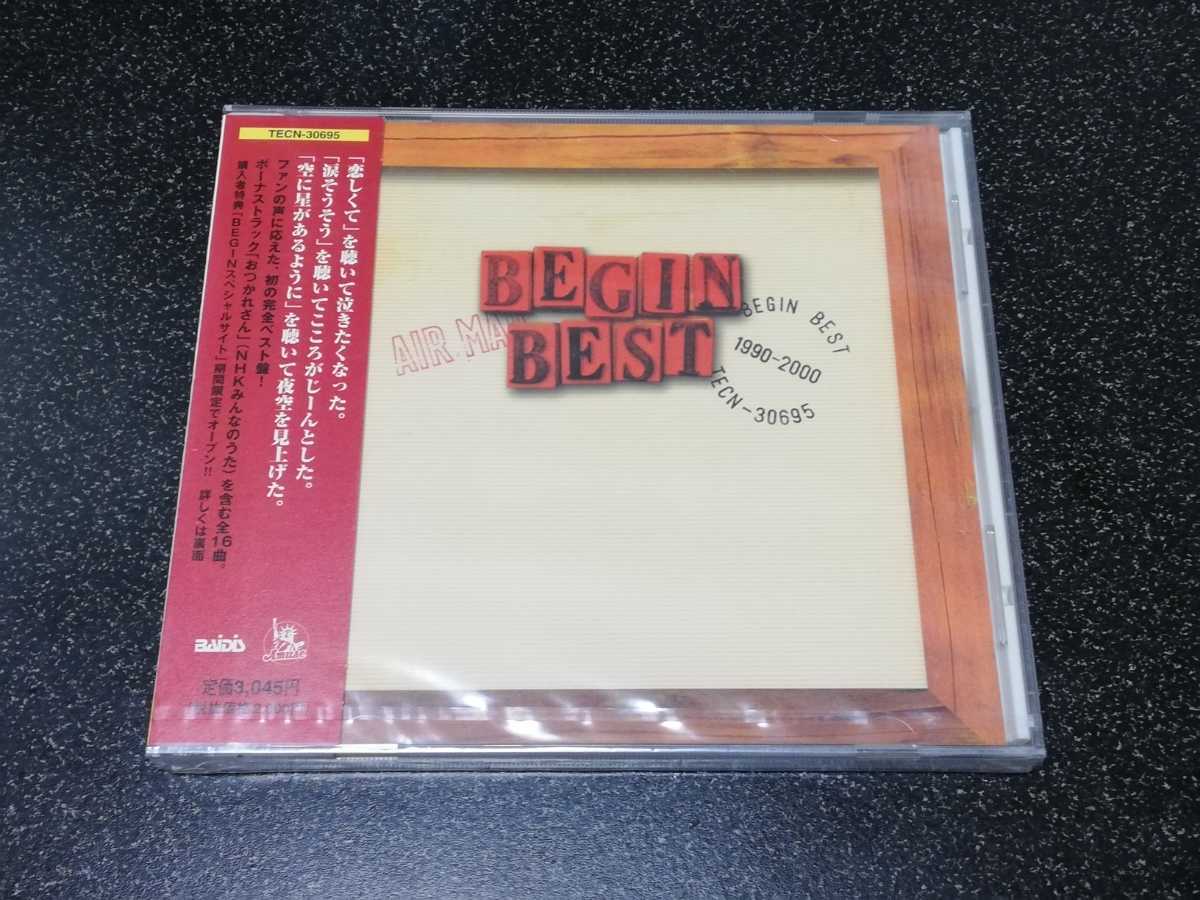 TECN-30695
「恋しくて」を聴いて泣きたくなった。
「涙そうそう」を聴いてこころがじーんとした。
「空に星があるように」を聴いて夜空を見上げた。
ファンの声に応えた、初の完全ベスト盤!
ボーナストラック「おつかれさん」(NHKみんなのうた)を含む全16曲。
購入者特典「BEGINスペシャルサイト」期間限定でオープン!! 詳しくは裏面
BAiDiS
定価3,045円
BEGIN
BEST
AIR MA
BEGIN BEST
1990-2000
TECN-30695